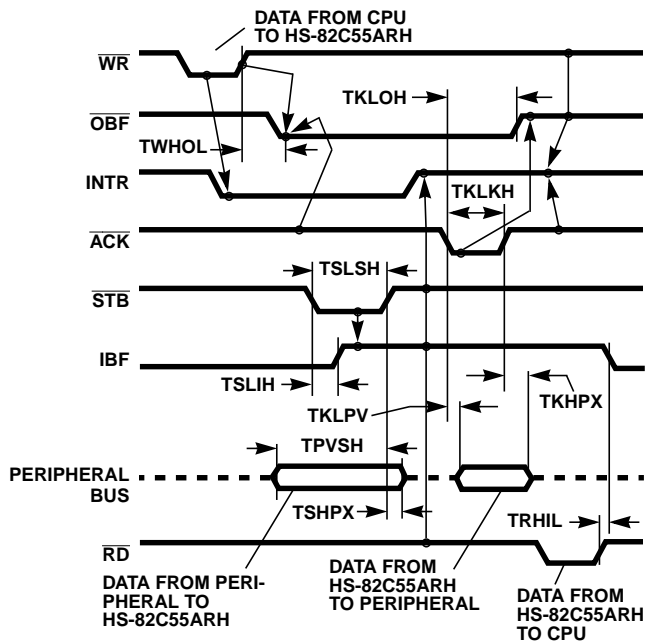 DATA FROM CPU
TO HS-82C55ARH
WR
TKLOH
OBF
TWHOL
INTR
TKLKH
ACK
TSLSH
STB
IBF
TSLIH
TKLPV
TKHPX
TPVSH
PERIPHERAL
BUS
TSHPX
TRHIL
RD
DATA FROM PERI-
PHERAL TO
HS-82C55ARH
DATA FROM
HS-82C55ARH
TO PERIPHERAL
DATA FROM
HS-82C55ARH
TO CPU